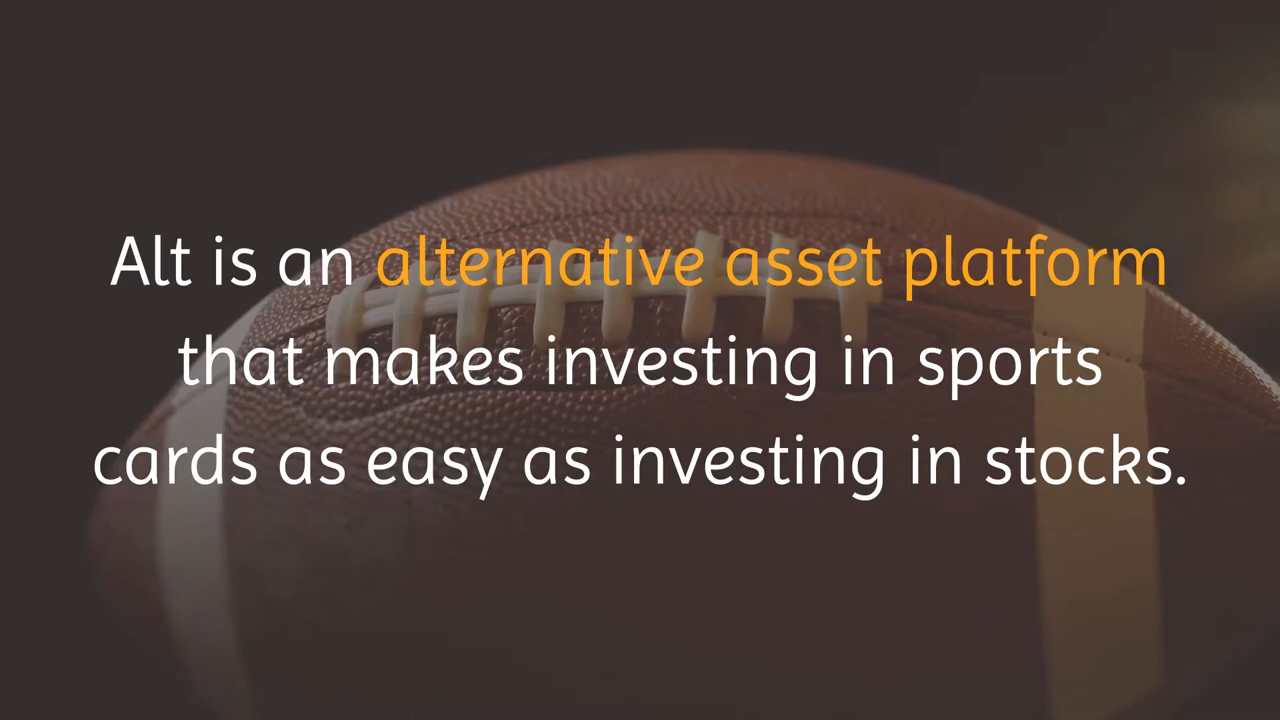 Alt is an alternative asset platform
that makes investing in sports
cards as easy as investing in stocks.